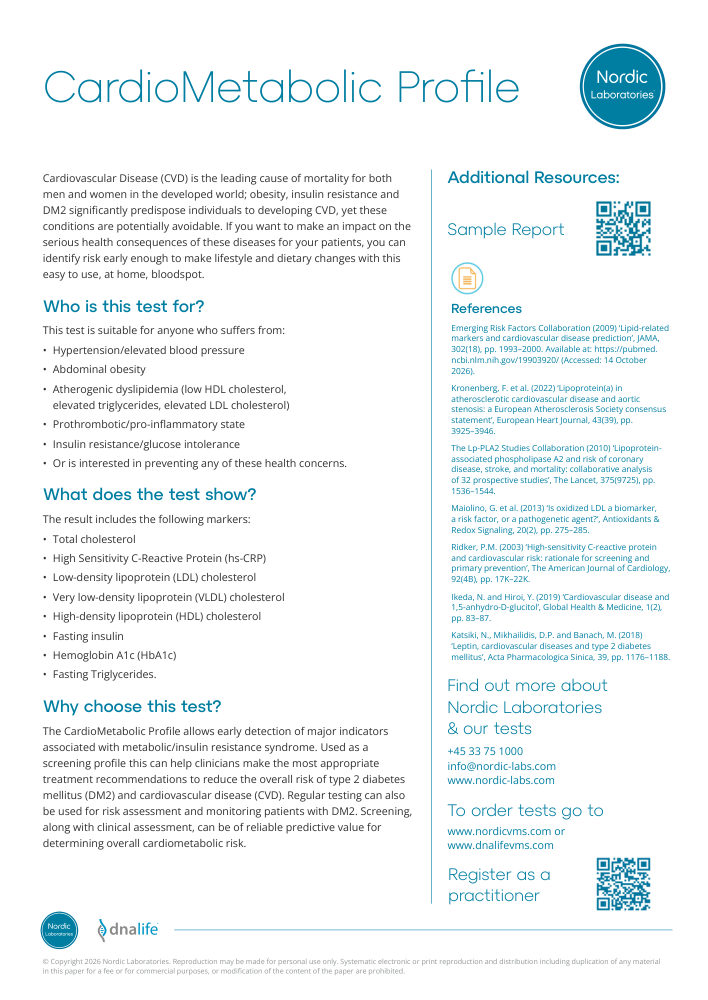 CardioMetabolic Profile
Nordic
Laboratories
Cardiovascular Disease (CVD) is the leading cause of mortality for both
men and women in the developed world; obesity, insulin resistance and
DM2 significantly predispose individuals to developing CVD, yet these
conditions are potentially avoidable. If you want to make an impact on the
serious health consequences of these diseases for your patients, you can
identify risk early enough to make lifestyle and dietary changes with this
easy to use, at home, bloodspot.
Who is this test for?
This test is suitable for anyone who suffers from:
• Hypertension/elevated blood pressure
• Abdominal obesity
• Atherogenic dyslipidemia (low HDL cholesterol,
elevated triglycerides, elevated LDL cholesterol)
• Prothrombotic/pro-inflammatory state
• Insulin resistance/glucose intolerance
• Or is interested in preventing any of these health concerns.
What does the test show?
The result includes the following markers:
• Total cholesterol
• High Sensitivity C-Reactive Protein (hs-CRP)
• Low-density lipoprotein (LDL) cholesterol
• Very low-density lipoprotein (VLDL) cholesterol
• High-density lipoprotein (HDL) cholesterol
• Fasting insulin
• Hemoglobin A1c (HbA1c)
• Fasting Triglycerides.
Why choose this test?
The CardioMetabolic Profile allows early detection of major indicators
associated with metabolic/insulin resistance syndrome. Used as a
screening profile this can help clinicians make the most appropriate
treatment recommendations to reduce the overall risk of type 2 diabetes
mellitus (DM2) and cardiovascular disease (CVD). Regular testing can also
be used for risk assessment and monitoring patients with DM2. Screening,
along with clinical assessment, can be of reliable predictive value for
determining overall cardiometabolic risk.
Additional Resources:
Sample Report
References
Emerging Risk Factors Collaboration (2009) ‘Lipid-related
markers and cardiovascular disease prediction’, JAMA,
302(18), pp. 1993–2000. Available at: https://pubmed.
ncbi.nlm.nih.gov/19903920/ (Accessed: 14 October
2026).
Kronenberg, F. et al. (2022) ‘Lipoprotein(a) in
atherosclerotic cardiovascular disease and aortic
stenosis: a European Atherosclerosis Society consensus
statement’, European Heart Journal, 43(39), pp.
3925–3946.
The Lp-PLA2 Studies Collaboration (2010) ‘Lipoprotein-
associated phospholipase A2 and risk of coronary
disease, stroke, and mortality: collaborative analysis
of 32 prospective studies’, The Lancet, 375(9725), pp.
1536–1544.
Maiolino, G. et al. (2013) ‘Is oxidized LDL a biomarker,
a risk factor, or a pathogenic agent?’, Antioxidants &
Redox Signaling, 20(2), pp. 275–285.
Ridker, P.M. (2003) ‘High-sensitivity C-reactive protein
and cardiovascular risk: rationale for screening and
primary prevention’, The American Journal of Cardiology,
92(4B), pp. 17K–22K.
Ikeda, N. and Hiroi, Y. (2019) ‘Cardiovascular disease and
1,5-anhydro-D-glucitol’, Global Health & Medicine, 1(2),
pp. 83–87.
Katsiki, N., Mikhailidis, D.P. and Banach, M. (2018)
‘Leptin, cardiovascular diseases and type 2 diabetes
mellitus’, Acta Pharmacologica Sinica, 39, pp. 1176–1188.
Find out more about
Nordic Laboratories
& our tests
+45 33 75 1000
info@nordic-labs.com
www.nordic-labs.com
To order tests go to
www.nordicvms.com or
www.dnalifevms.com
Register as a
practitioner
Nordic
Laboratories
dnalife
© Copyright 2026 Nordic Laboratories. Reproduction may be made for personal use only. Systematic electronic or print reproduction and distribution including duplication of any material
in this paper for a fee or for commercial purposes, or modification of the content of the paper are prohibited.